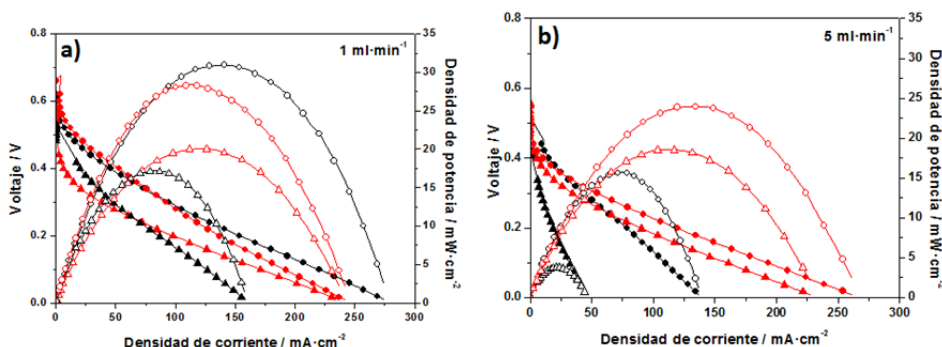 a)
1 ml·min⁻¹
0.8
0.6
0.4
0.2
0.0
Voltaje / V
0 50 100 150 200 250 300
Densidad de corriente / mA·cm⁻²
35
30
25
20
15
10
5
0
Densidad de potencia / mW·cm⁻²
b)
5 ml·min⁻¹
0.8
0.6
0.4
0.2
0.0
Voltaje / V
0 50 100 150 200 250 300
Densidad de corriente / mA·cm⁻²
35
30
25
20
15
10
5
0
Densidad de potencia / mW·cm⁻²